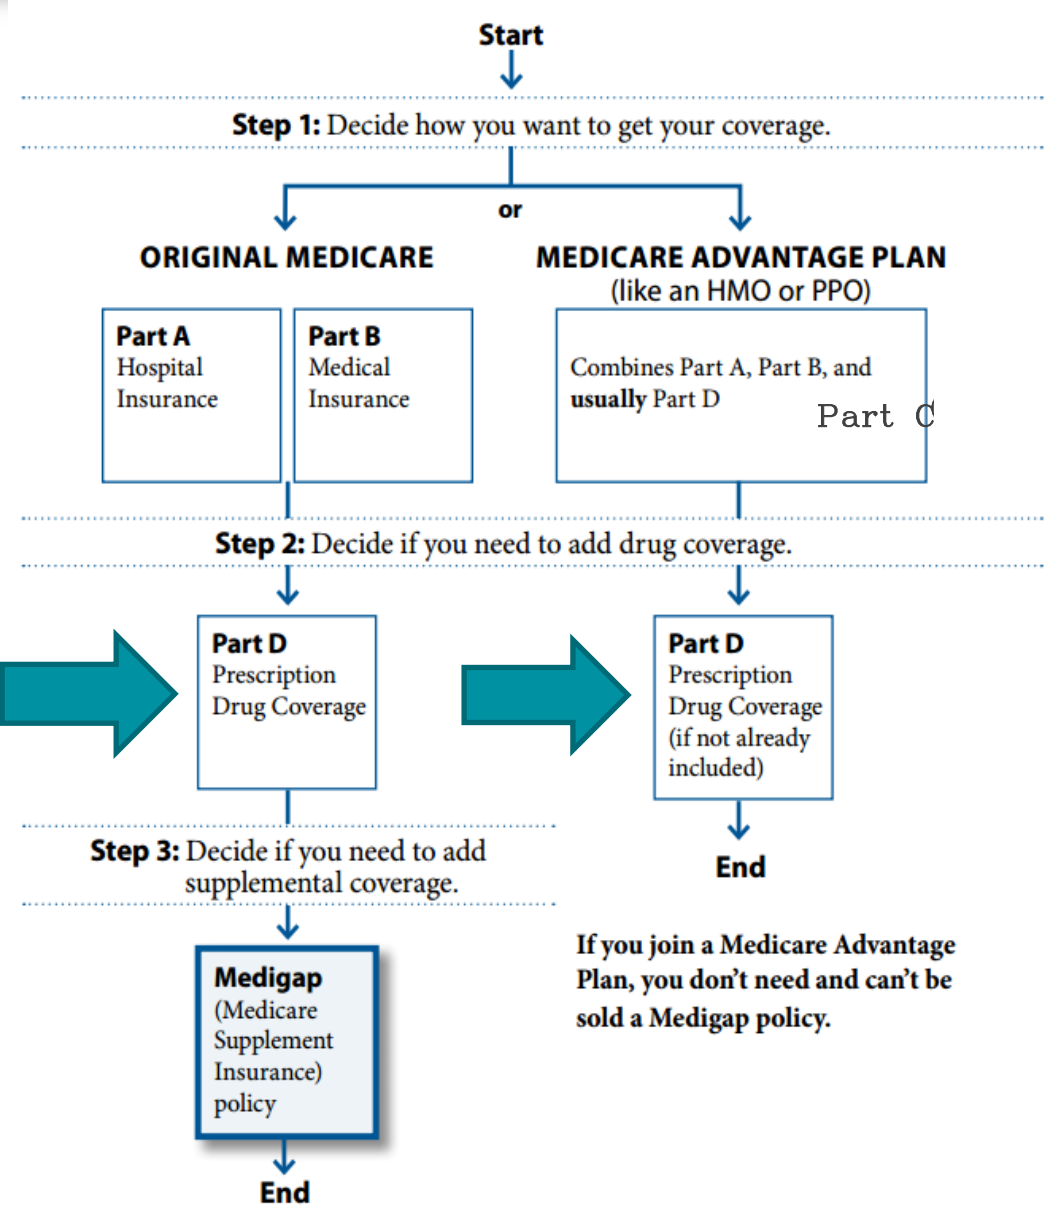 Start
Step 1: Decide how you want to get your coverage.
or
ORIGINAL MEDICARE
Part A
Hospital
Insurance
Part B
Medical
Insurance
MEDICARE ADVANTAGE PLAN
(like an HMO or PPO)
Combines Part A, Part B, and
usually Part D
Part C
Step 2: Decide if you need to add drug coverage.
Part D
Prescription
Drug Coverage
Part D
Prescription
Drug Coverage
(if not already
included)
End
Step 3: Decide if you need to add
supplemental coverage.
Medigap
(Medicare
Supplement
Insurance)
policy
End
If you join a Medicare Advantage
Plan, you don’t need and can’t be
sold a Medigap policy.